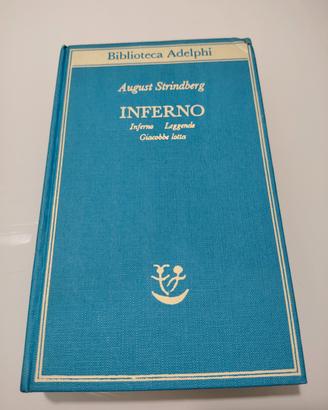 Biblioteca Adelphi
August Strindberg
INFERNO
Inferno Leggende
Giacobbe lotta